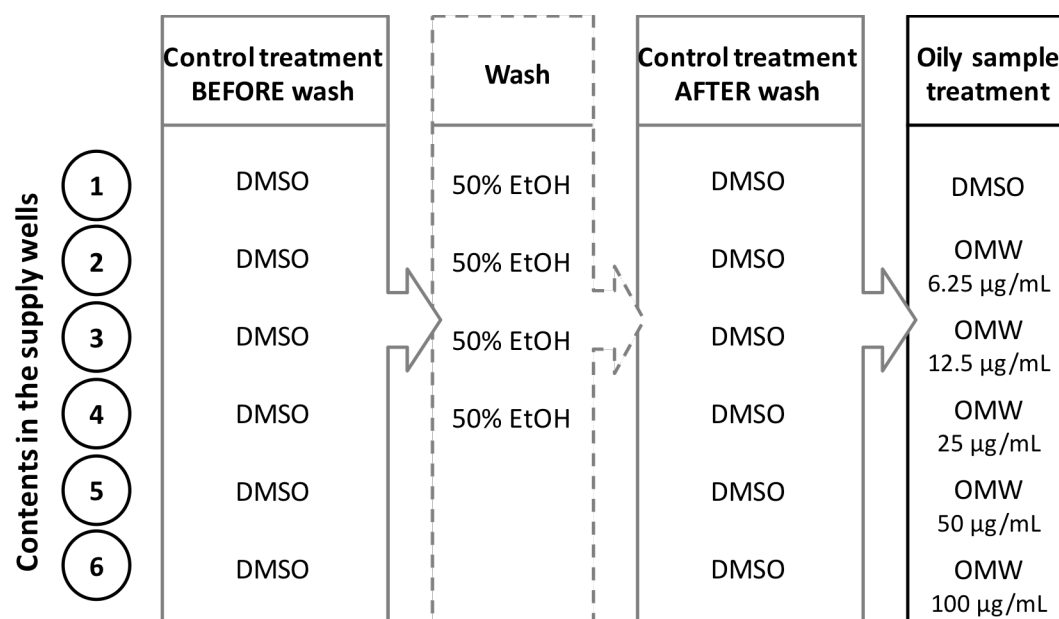 Control treatment
BEFORE wash
Wash
Control treatment
AFTER wash
Oily sample
treatment
Contents in the supply wells
1
DMSO
50% EtOH
DMSO
DMSO
2
DMSO
50% EtOH
DMSO
OMW
6.25 µg/mL
3
DMSO
50% EtOH
DMSO
OMW
12.5 µg/mL
4
DMSO
50% EtOH
DMSO
OMW
25 µg/mL
5
DMSO
DMSO
OMW
50 µg/mL
6
DMSO
DMSO
OMW
100 µg/mL